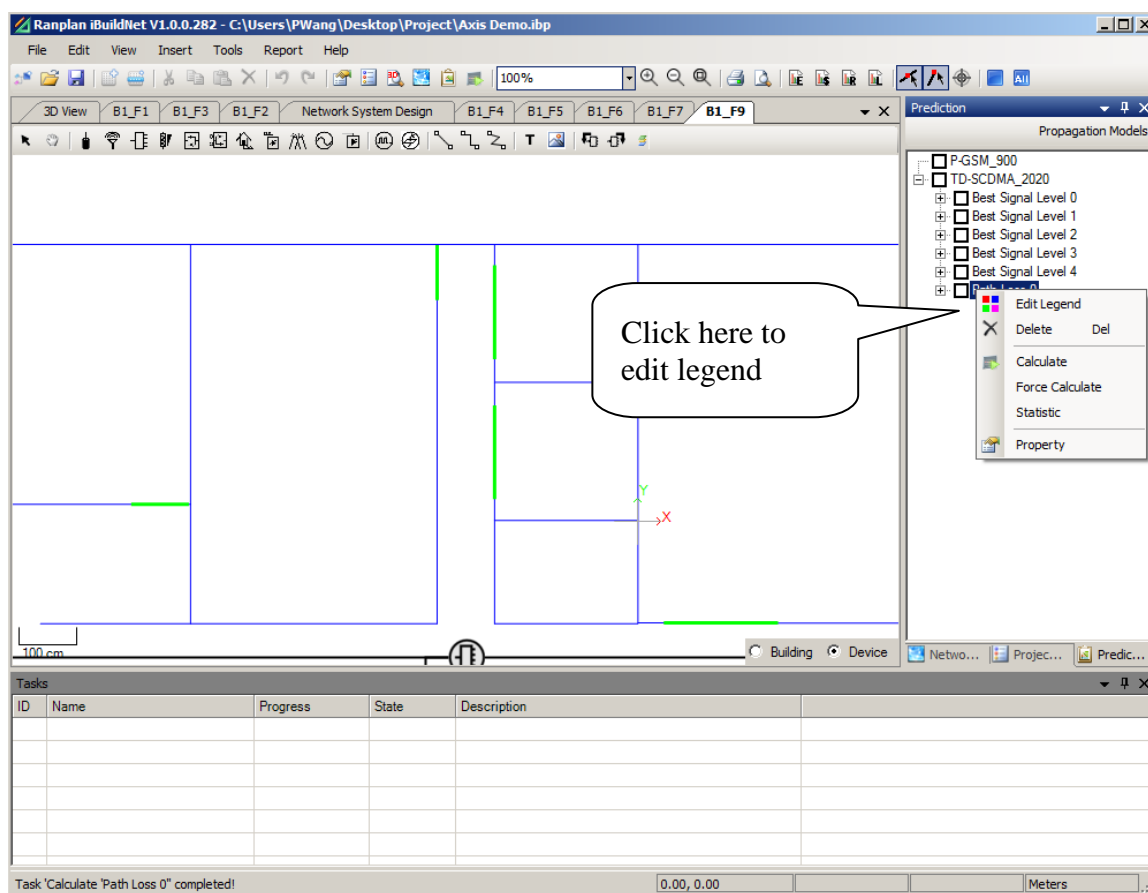 Ranplan iBuildNet V1.0.0.282 - C:\Users\PWang\Desktop\Project\Axis Demo.ibp
File Edit View Insert Tools Report Help
100%
3D View B1_F1 B1_F3 B1_F2 Network System Design B1_F4 B1_F5 B1_F6 B1_F7 B1_F9
T
Prediction
Propagation Models
P-GSM_900
TD-SCDMA_2020
Best Signal Level 0
Best Signal Level 1
Best Signal Level 2
Best Signal Level 3
Best Signal Level 4
Path Loss 0
Edit Legend
Delete Del
Calculate
Force Calculate
Statistic
Property
Click here to
edit legend
Y
X
100 cm
Building Device
Netwo... Projec... Predic...
Tasks
ID Name Progress State Description
Task 'Calculate 'Path Loss 0'' completed!
0.00, 0.00
Meters